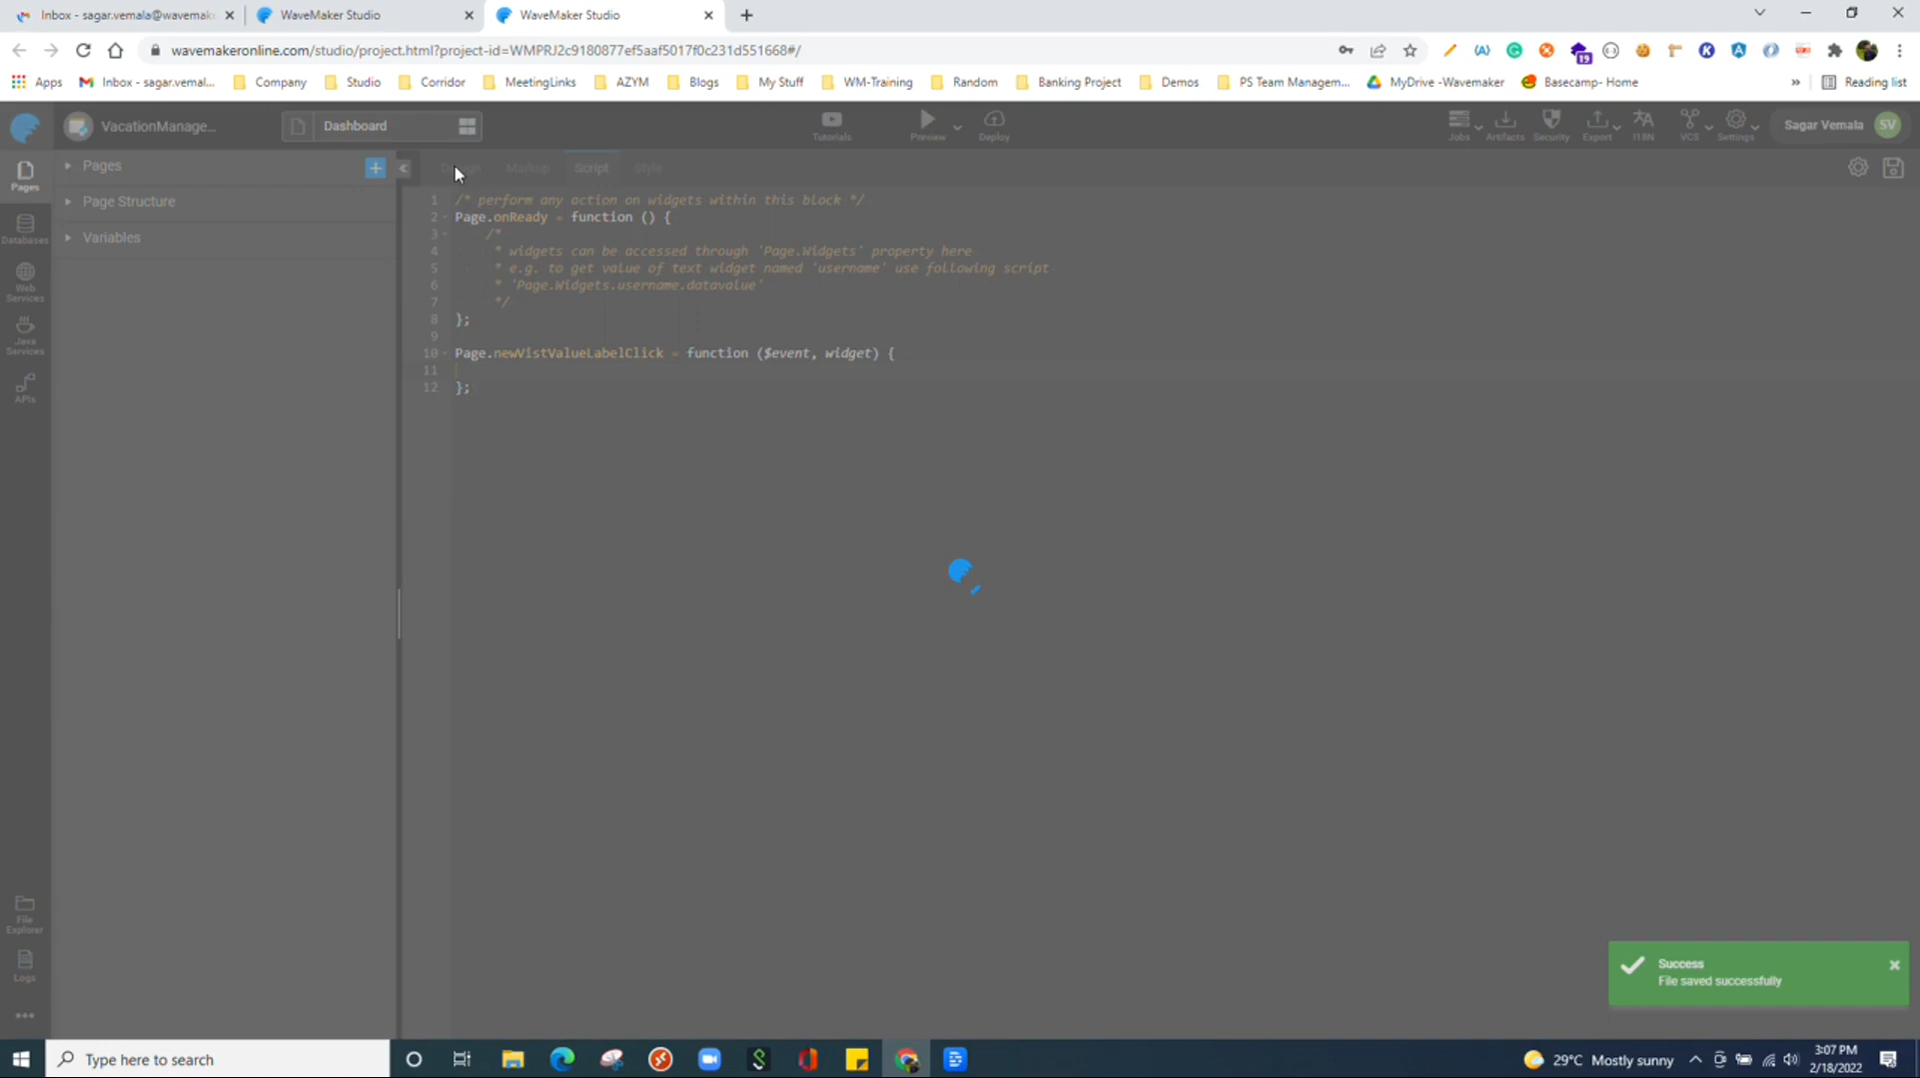 Inbox - sagar.vemala@wavemak
WaveMaker Studio
WaveMaker Studio
wavemakeronline.com/studio/project.html?project-id=WMPRJ2c9180877ef5aaf5017f0c231d551668#/
19
Apps
Inbox - sagar.vemal...
Company
Studio
Corridor
MeetingLinks
AZYM
Blogs
My Stuff
WM-Training
Random
Banking Project
Demos
PS Team Managem...
MyDrive -Wavemaker
Basecamp- Home
»
Reading list
VacationManage...
Dashboard
Tutorials
Preview
Deploy
Jobs
Artifacts
Security
Export
I18N
VCS
Settings
Sagar Vemala
SV
Pages
Databases
Web Services
Java Services
APIs
File Explorer
Logs
Pages
Page Structure
Variables
Markup
Script
Style
1 /* perform any action on widgets within this block */
2 Page.onReady = function () {
3 /*
4 * widgets can be accessed through 'Page.Widgets' property here
5 * e.g. to get value of text widget named 'username' use following script
6 * 'Page.Widgets.username.datavalue'
7 */
8 };
9
10 Page.newVistValueLabelClick = function ($event, widget) {
11
12 };
Success
File saved successfully
Type here to search
29°C Mostly sunny
3:07 PM
2/18/2022